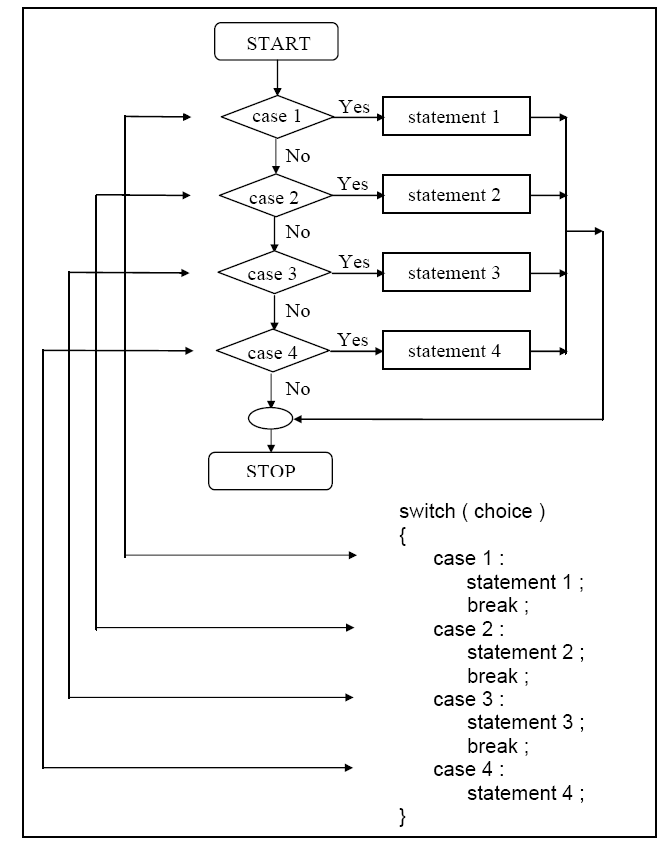 START
case 1
Yes
statement 1
No
case 2
Yes
statement 2
No
case 3
Yes
statement 3
No
case 4
Yes
statement 4
No
STOP
switch ( choice )
{
case 1 :
statement 1 ;
break ;
case 2 :
statement 2 ;
break ;
case 3 :
statement 3 ;
break ;
case 4 :
statement 4 ;
}